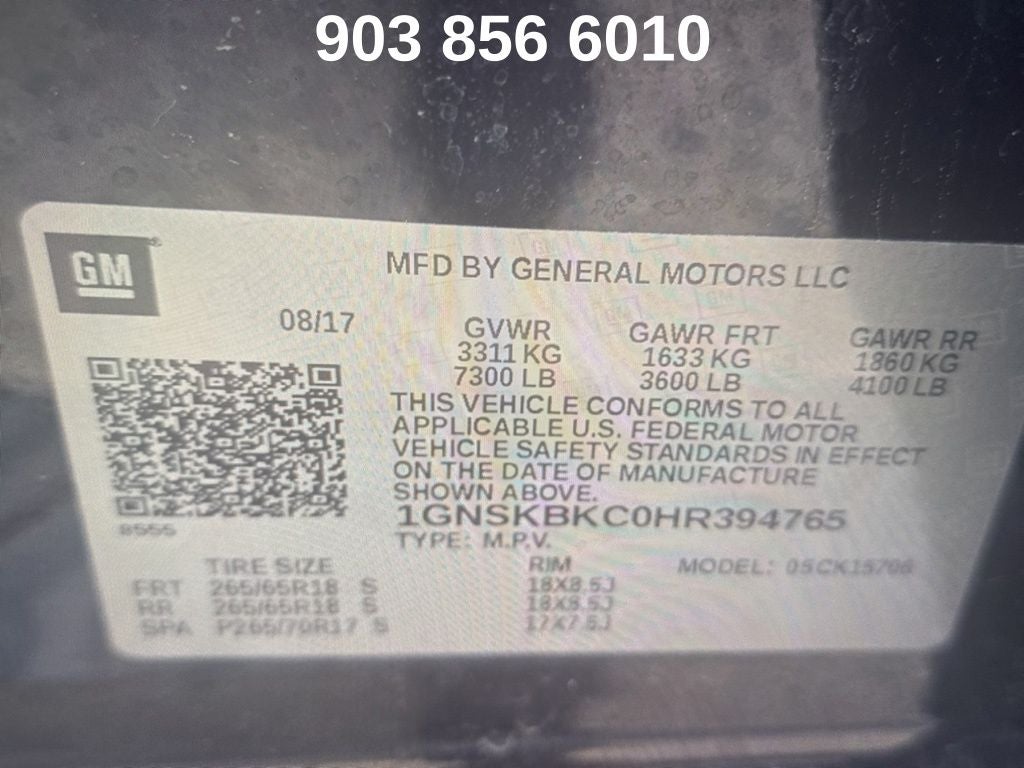 903 856 6010
GM
MFD BY GENERAL MOTORS LLC
08/17
GVWR GAWR FRT GAWR RR
3311 KG 1633 KG 1860 KG
7300 LB 3600 LB 4100 LB
THIS VEHICLE CONFORMS TO ALL
APPLICABLE U.S. FEDERAL MOTOR
VEHICLE SAFETY STANDARDS IN EFFECT
ON THE DATE OF MANUFACTURE
SHOWN ABOVE.
1GNSKBKC0HR394765
TYPE: M.P.V.
8555
TIRE SIZE RIM MODEL: 05CK15706
FRT 265/65R18 S 18X8.5J
RR 265/65R18 S 18X8.5J
SPA P265/70R17 S 17X7.5J